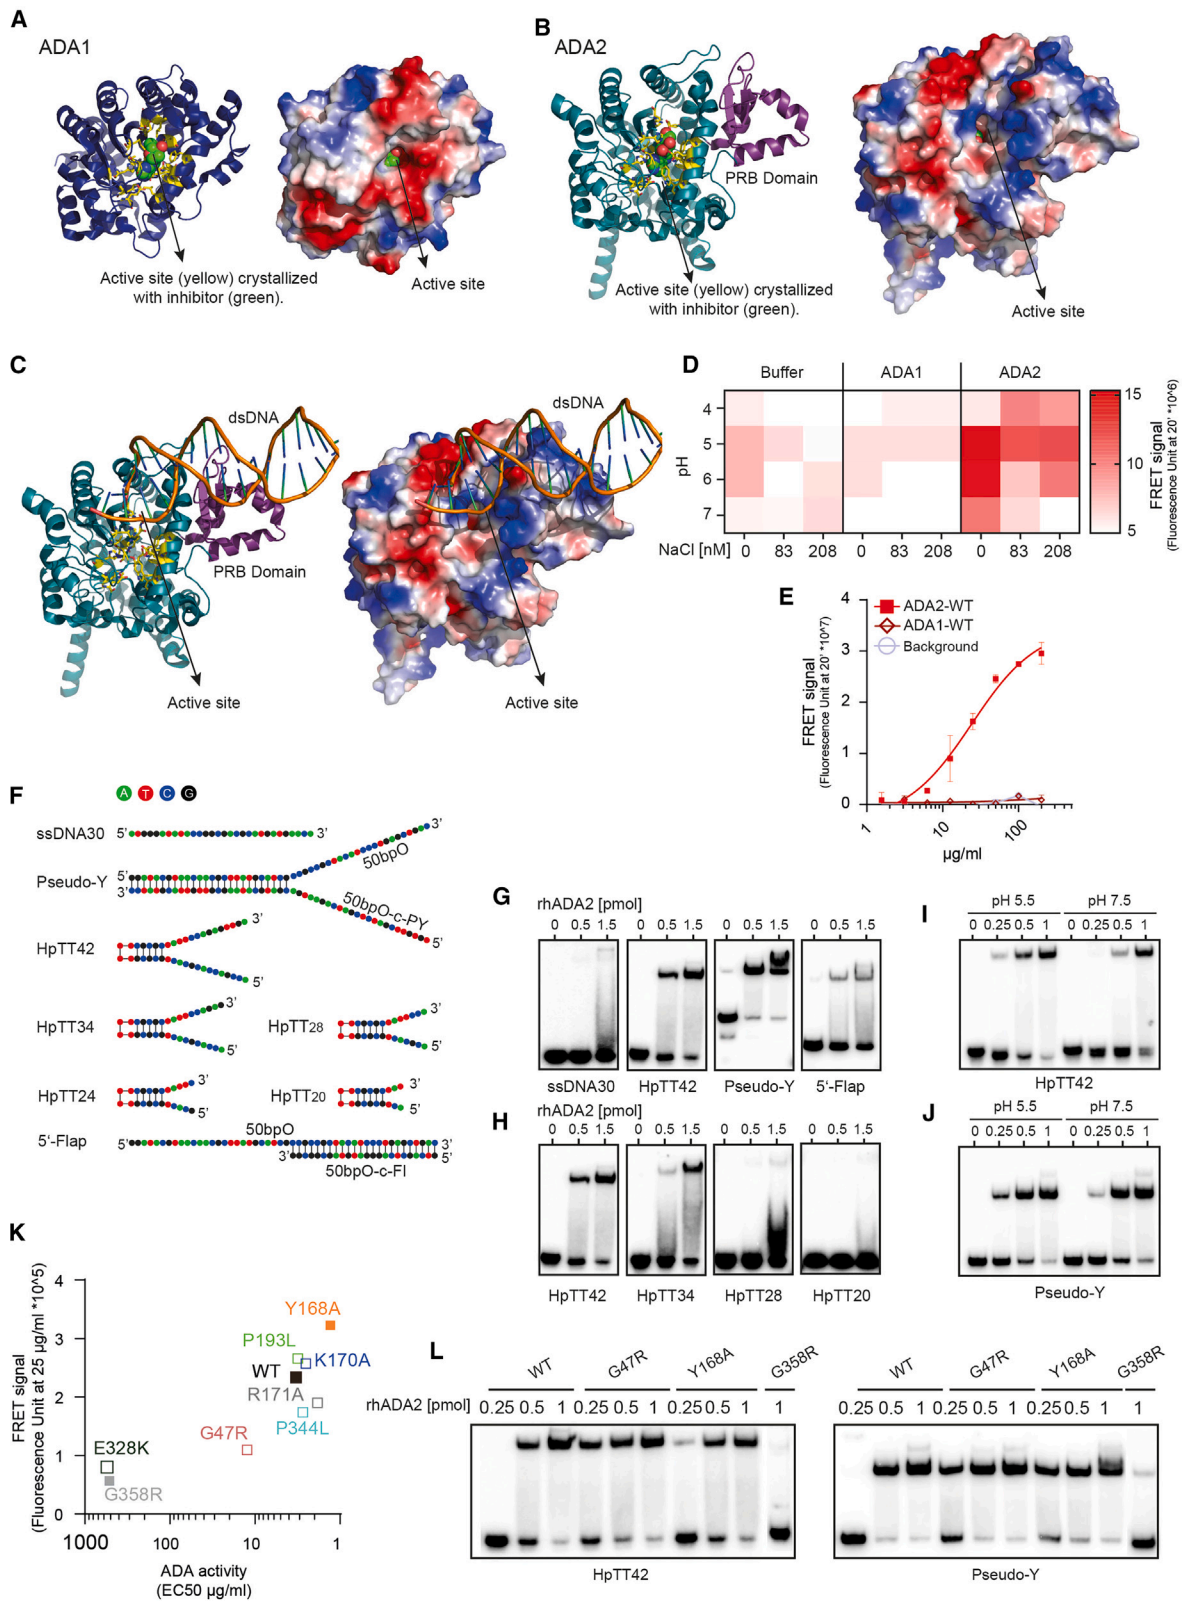 A
ADA1
Active site (yellow) crystallized
with inhibitor (green).
Active site
B
ADA2
PRB Domain
Active site (yellow) crystallized
with inhibitor (green).
Active site
C
dsDNA
PRB Domain
Active site
dsDNA
Active site
D
Buffer ADA1 ADA2
4
5
6
7
pH
NaCl [nM] 0 83 208 0 83 208 0 83 208
15
10
5
FRET signal
(Fluorescence Unit at 20' *10^6)
E
ADA2-WT
ADA1-WT
Background
4
3
2
1
0
FRET signal
(Fluorescence Unit at 20' *10^7)
1 10 100
µg/ml
F
A T C G
ssDNA30 5' 3'
Pseudo-Y 5' 3' 3' 5'
50bpO
50bpO-c-PY
HpTT42 3' 5'
HpTT34 3' 5'
HpTT28 3' 5'
HpTT24 3' 5'
HpTT20 3' 5'
5'-Flap 5' 50bpO 3'
3' 50bpO-c-Fl 5'
G
rhADA2 [pmol]
0 0.5 1.5 0 0.5 1.5 0 0.5 1.5 0 0.5 1.5
ssDNA30 HpTT42 Pseudo-Y 5'-Flap
H
rhADA2 [pmol]
0 0.5 1.5 0 0.5 1.5 0 0.5 1.5 0 0.5 1.5
HpTT42 HpTT34 HpTT28 HpTT20
I
pH 5.5 pH 7.5
0 0.25 0.5 1 0 0.25 0.5 1
HpTT42
J
pH 5.5 pH 7.5
0 0.25 0.5 1 0 0.25 0.5 1
Pseudo-Y
K
4
3
2
1
0
FRET signal
(Fluorescence Unit at 25 µg/ml *10^5)
Y168A
P193L
K170A
WT
R171A
P344L
G47R
E328K
G358R
1000 100 10 1
ADA activity
(EC50 µg/ml)
L
WT G47R Y168A G358R
rhADA2 [pmol] 0.25 0.5 1 0.25 0.5 1 0.25 0.5 1 1
HpTT42
WT G47R Y168A G358R
0.25 0.5 1 0.25 0.5 1 0.25 0.5 1 1
Pseudo-Y